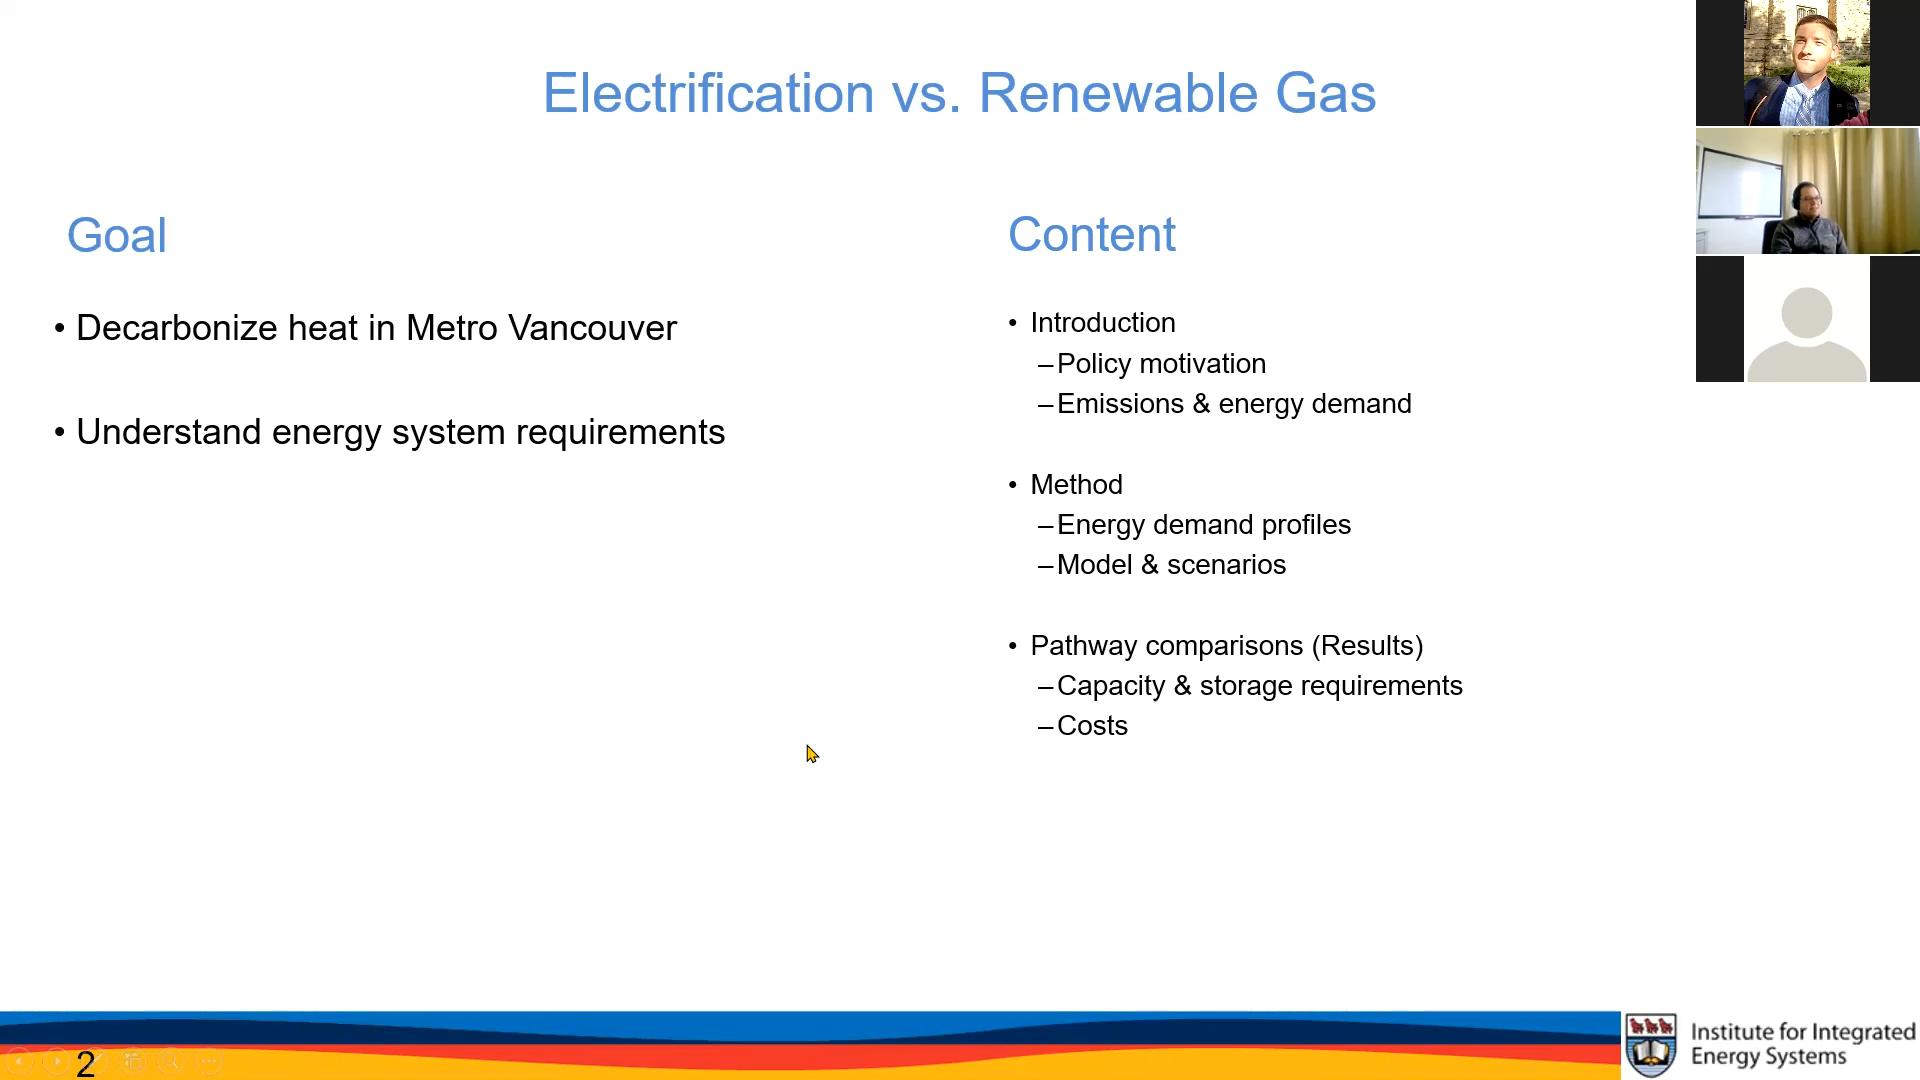 Electrification vs. Renewable Gas
Goal
• Decarbonize heat in Metro Vancouver
• Understand energy system requirements
Content
• Introduction
–Policy motivation
–Emissions & energy demand
• Method
–Energy demand profiles
–Model & scenarios
• Pathway comparisons (Results)
–Capacity & storage requirements
–Costs
2
Institute for Integrated
Energy Systems